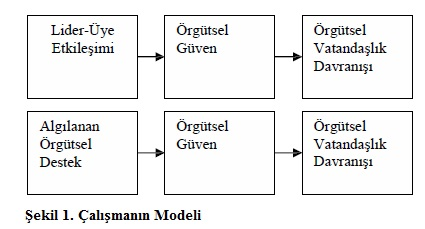 Lider-Üye
Etkileşimi
Örgütsel
Güven
Örgütsel
Vatandaşlık
Davranışı
Algılanan
Örgütsel
Destek
Örgütsel
Güven
Örgütsel
Vatandaşlık
Davranışı
Şekil 1. Çalışmanın Modeli